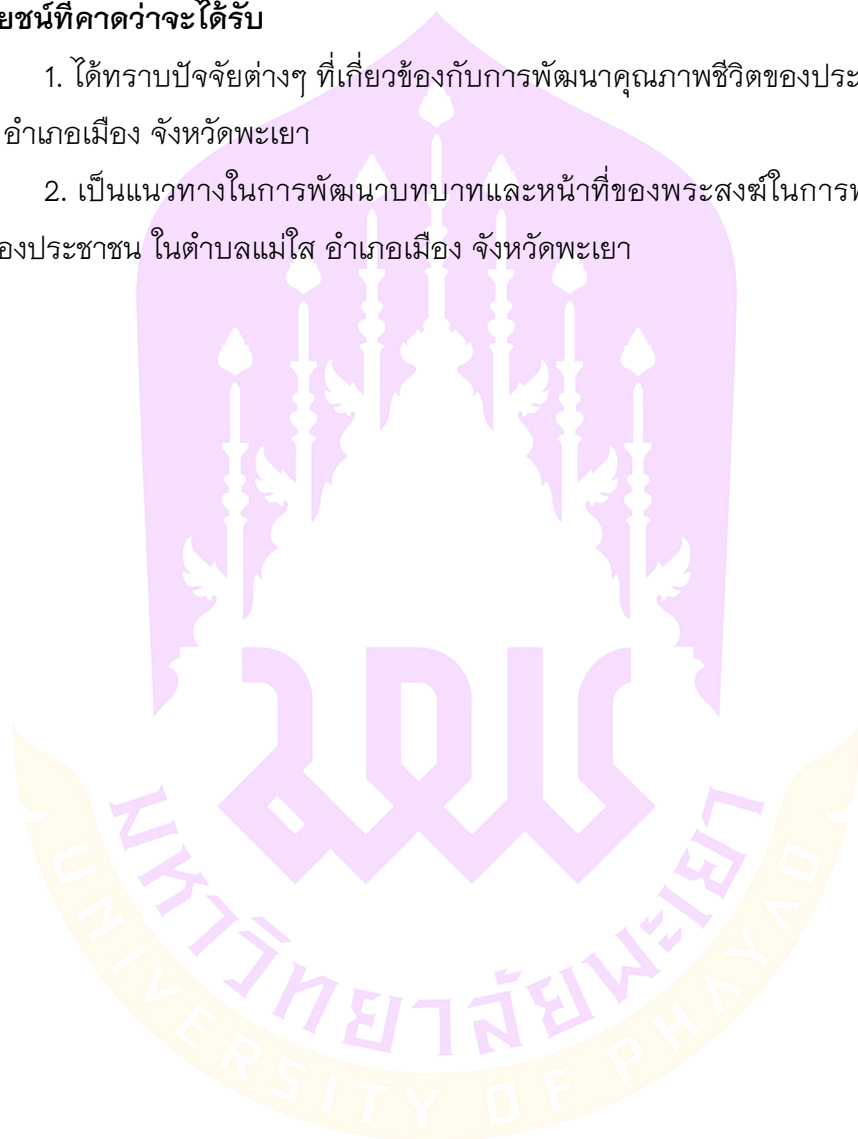 ยชน์ที่คาดว่าจะได้รับ
1. ได้ทราบปัจจัยต่างๆ ที่เกี่ยวข้องกับการพัฒนาคุณภาพชีวิตของประ
อำเภอเมือง จังหวัดพะเยา
2. เป็นแนวทางในการพัฒนาบทบาทและหน้าที่ของพระสงฆ์ในการพ
องประชาชน ในตำบลแม่ใส อำเภอเมือง จังหวัดพะเยา
มหาวิทยาลัยพะเยา
UNIVERSITY OF PHAYAO